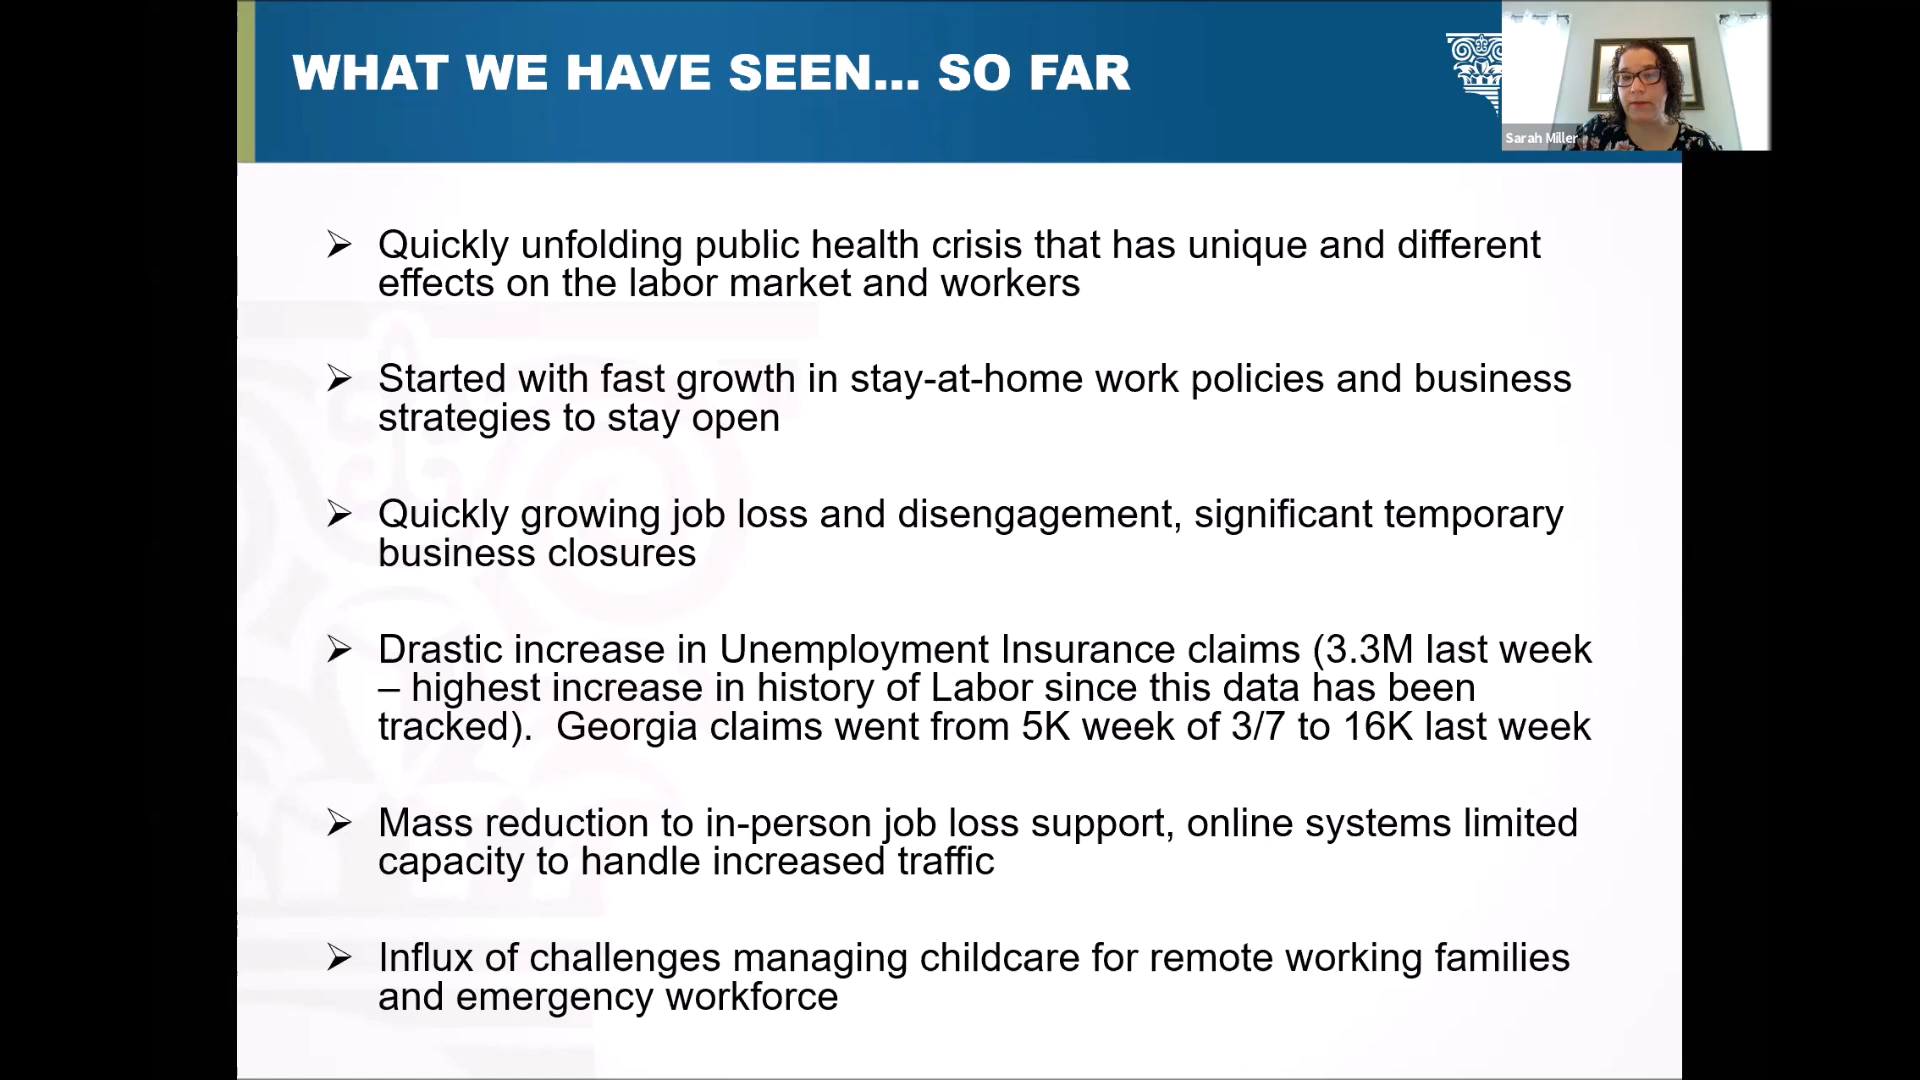 WHAT WE HAVE SEEN... SO FAR
Sarah Miller
Quickly unfolding public health crisis that has unique and different
effects on the labor market and workers
Started with fast growth in stay-at-home work policies and business
strategies to stay open
Quickly growing job loss and disengagement, significant temporary
business closures
Drastic increase in Unemployment Insurance claims (3.3M last week
– highest increase in history of Labor since this data has been
tracked).  Georgia claims went from 5K week of 3/7 to 16K last week
Mass reduction to in-person job loss support, online systems limited
capacity to handle increased traffic
Influx of challenges managing childcare for remote working families
and emergency workforce